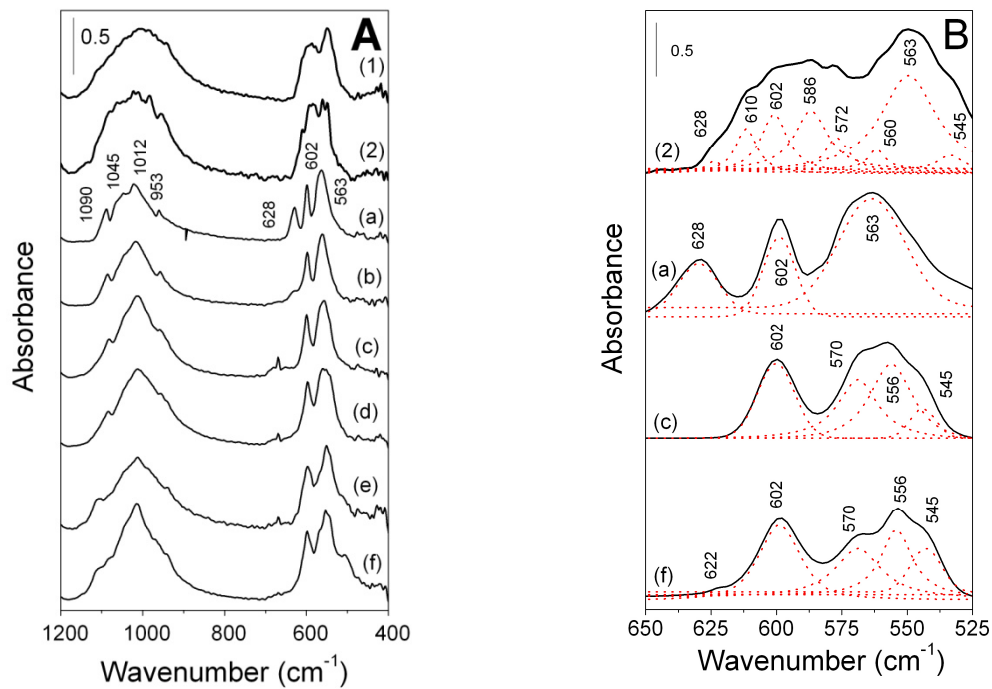 0.5
A
(1)
(2)
1090
1045
1012
953
628
602
563
(a)
(b)
(c)
(d)
(e)
(f)
Absorbance
1200 1000 800 600 400
Wavenumber (cm⁻¹)
0.5
B
628
610
602
586
572
563
560
545
(2)
628
602
563
(a)
602
570
556
545
(c)
622
602
570
556
545
(f)
Absorbance
650 625 600 575 550 525
Wavenumber (cm⁻¹)